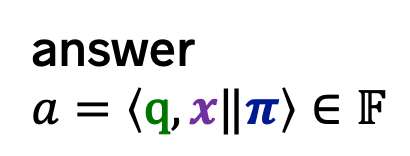 answer
a = ⟨q, x‖π⟩ ∈ 𝔽